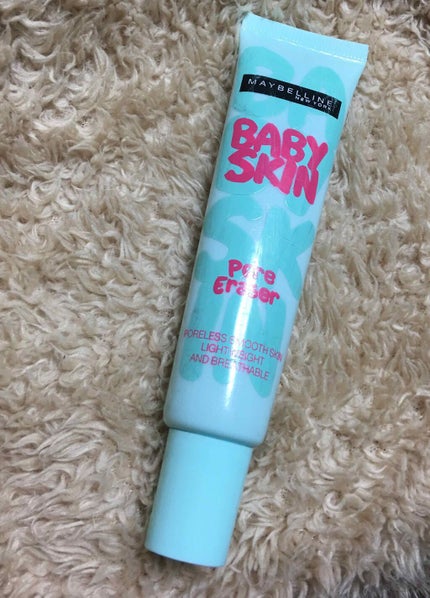 MAYBELLINE
NEW YORK
BABY
SKIN
Pore
Eraser
PORELESS SMOOTH SKIN
LIGHTWEIGHT
AND BREATHABLE